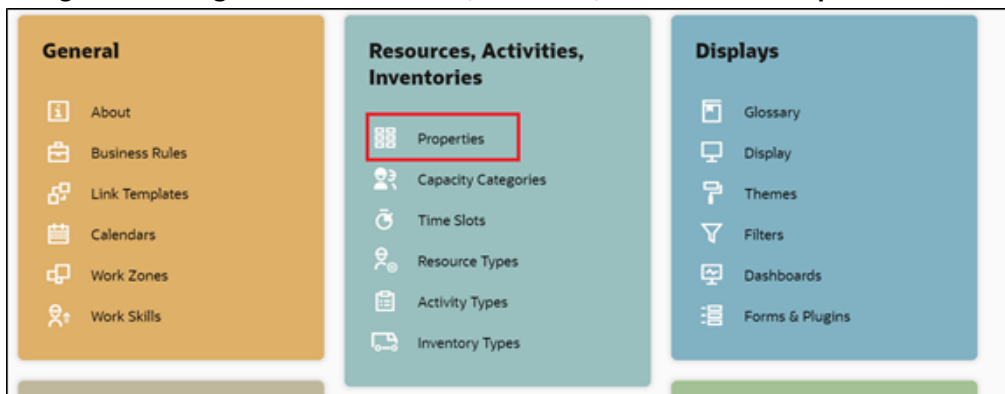 General
About
Business Rules
Link Templates
Calendars
Work Zones
Work Skills
Resources, Activities,
Inventories
Properties
Capacity Categories
Time Slots
Resource Types
Activity Types
Inventory Types
Displays
Glossary
Display
Themes
Filters
Dashboards
Forms & Plugins